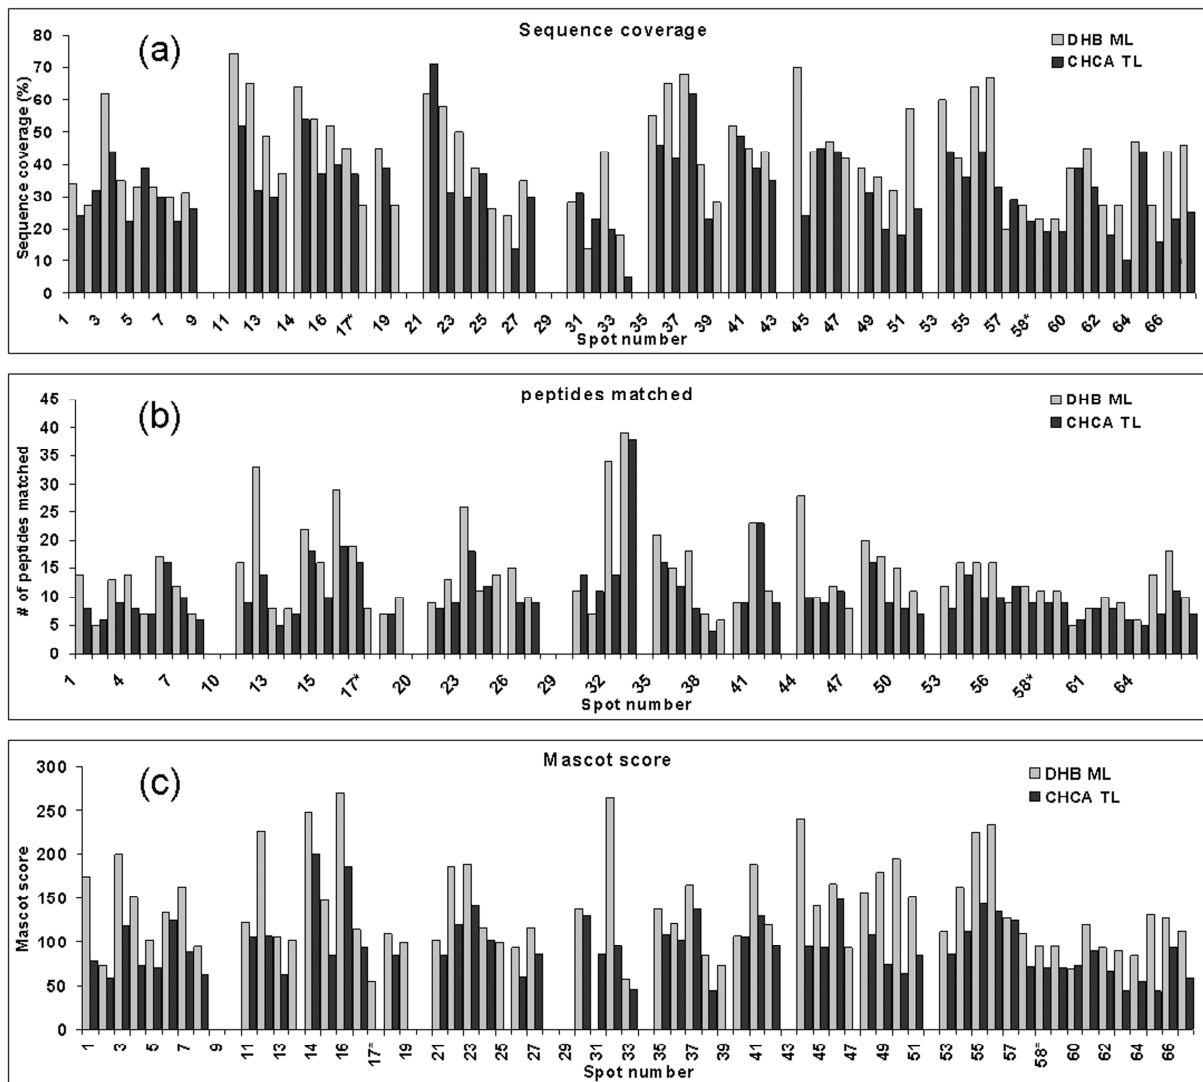 Sequence coverage
(a)
DHB ML
CHCA TL
Sequence coverage (%)
80
70
60
50
40
30
20
10
0
1 3 5 7 9 11 13 14 15 17* 19 21 23 25 27 29 31 33 35 37 39 41 43 45 47 49 51 53 55 57 58* 60 62 64 66
Spot number
peptides matched
(b)
DHB ML
CHCA TL
# of peptides matched
45
40
35
30
25
20
15
10
5
0
1 4 7 10 13 15 17* 20 23 26 29 32 35 38 41 44 47 50 53 56 58* 61 64
Spot number
Mascot score
(c)
DHB ML
CHCA TL
Mascot score
300
250
200
150
100
50
0
1 3 5 7 9 11 13 14 16 17* 19 21 23 25 27 29 31 33 35 37 39 41 43 45 47 49 51 53 55 57 58* 60 62 64 66
Spot number